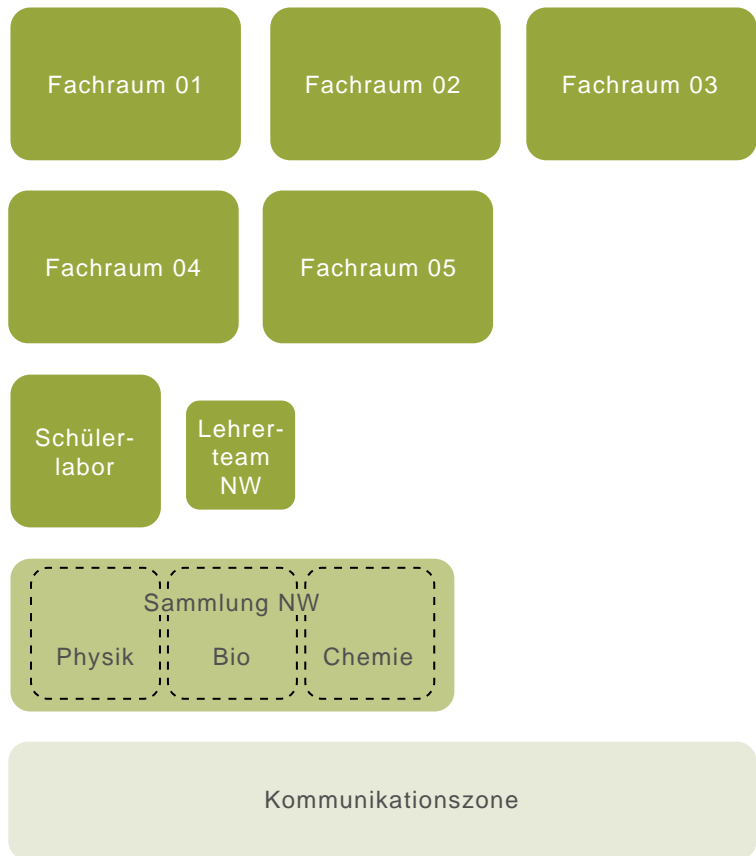 Fachraum 01
Fachraum 02
Fachraum 03
Fachraum 04
Fachraum 05
Schüler-
labor
Lehrer-
team
NW
Sammlung NW
Physik
Bio
Chemie
Kommunikationszone